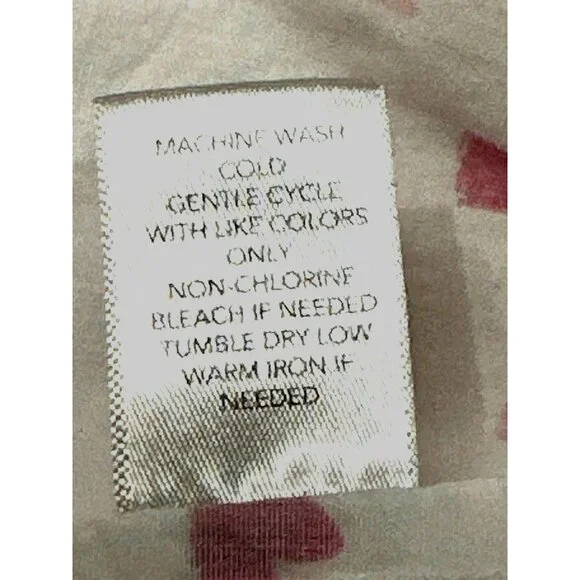 MACHINE WASH
COLD
GENTLE CYCLE
WITH LIKE COLORS
ONLY
NON-CHLORINE
BLEACH IF NEEDED
TUMBLE DRY LOW
WARM IRON IF
NEEDED